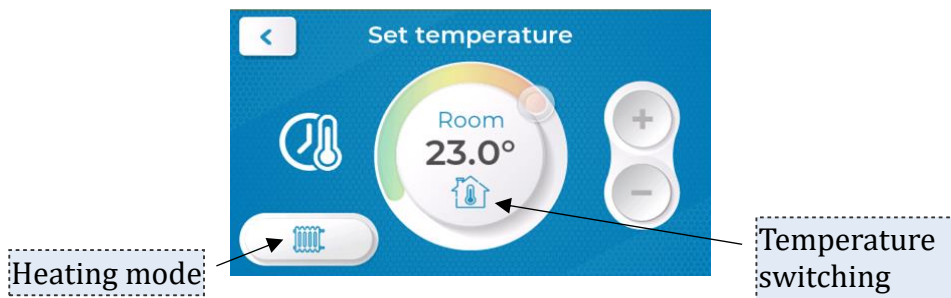 Set temperature
Room
23.0°
Heating mode
Temperature
switching